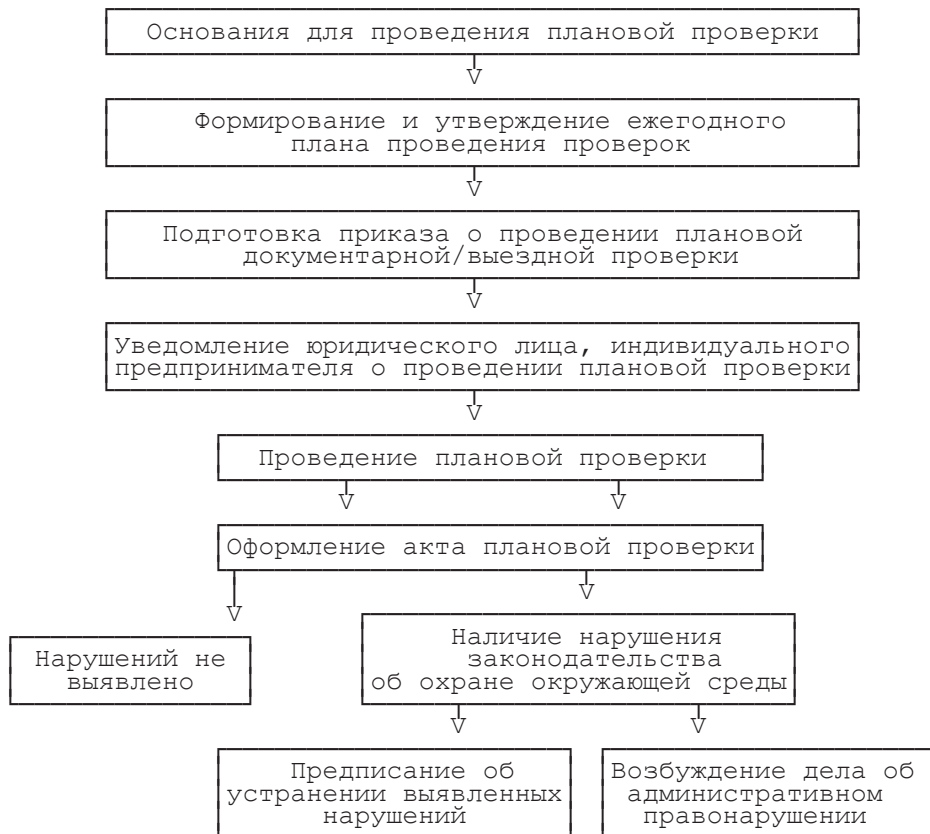 Основания для проведения плановой проверки
Формирование и утверждение ежегодного
плана проведения проверок
Подготовка приказа о проведении плановой
документарной/выездной проверки
Уведомление юридического лица, индивидуального
предпринимателя о проведении плановой проверки
Проведение плановой проверки
Оформление акта плановой проверки
Нарушений не
выявлено
Наличие нарушения
законодательства
об охране окружающей среды
Предписание об
устранении выявленных
нарушений
Возбуждение дела об
административном
правонарушении